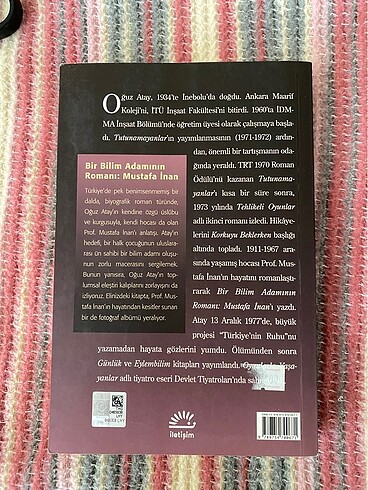 Oğuz Atay, 1934'te İnebolu'da doğdu. Ankara Maarif
Koleji'ni, İTÜ İnşaat Fakültesi'ni bitirdi. 1960'ta İDM-
MA İnşaat Bölümü'nde öğretim üyesi olarak çalışmaya başla-
dı. Tutunamayanlar'ın yayımlanmasının (1971-1972) ardın-
dan, önemli bir tartışmanın oda-
ğında yeraldı. TRT 1970 Roman
Ödülü'nü kazanan Tutunama-
yanlar'ı kısa bir süre sonra,
1973 yılında Tehlikeli Oyunlar
adlı ikinci romanı izledi. Hikâye-
lerini Korkuyu Beklerken başlığı
altında topladı. 1911-1967 ara-
sında yaşamış hocası Prof. Mus-
tafa İnan'ın hayatını romanlaştı-
rarak Bir Bilim Adamının
Romanı: Mustafa İnan'ı yazdı.
Atay 13 Aralık 1977'de, büyük
projesi "Türkiye'nin Ruhu"nu
yazamadan hayata gözlerini yumdu. Ölümünden sonra
Günlük ve Eylembilim kitapları yayımlandı. Oyunlarla Yaşa-
yanlar adlı tiyatro eseri Devlet Tiyatroları'nda
Bir Bilim Adamının
Romanı: Mustafa İnan
Türkiye'de pek benimsenmemiş bir
dalda, biyografik roman türünde,
Oğuz Atay'ın kendine özgü üslûbu
ve kurgusuyla, kendi hocası da olan
Prof. Mustafa İnan'ı anlatışı. Atay'ın
hedefi, bir halk çocuğunun uluslara-
rası ün sahibi bir bilim adamı oluşu-
nun zorlu macerasını sergilemek.
Bunun yanısıra, Oğuz Atay'ın top-
lumsal eleştiri kalıplarını zorlayışını da
izliyoruz. Elinizdeki kitapta, Prof. Mus-
tafa İnan'ın hayatından kesitler sunan
bir de fotoğraf albümü yeralıyor.
iletişim